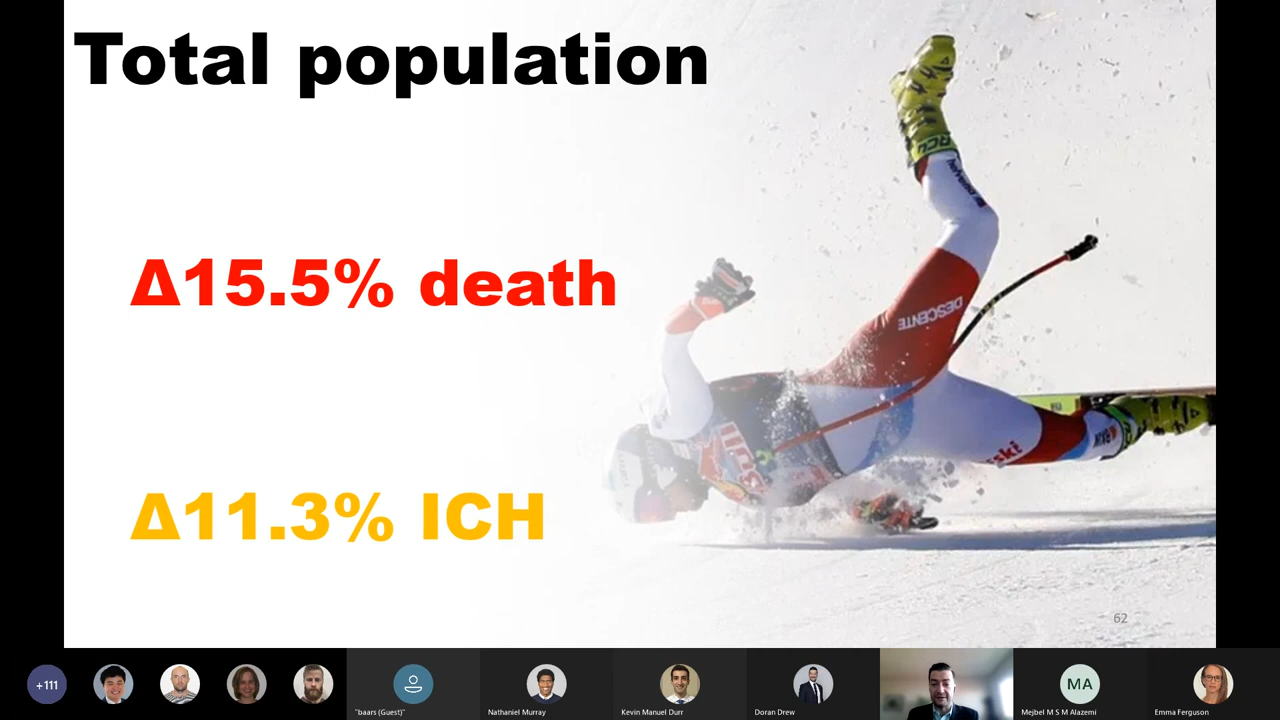 Total population
Δ15.5% death
Δ11.3% ICH
DESCENTE
62
+111
"baars (Guest)"
Nathaniel Murray
Kevin Manuel Durr
Doran Drew
MA
Mejbel M S M Alazemi
Emma Ferguson